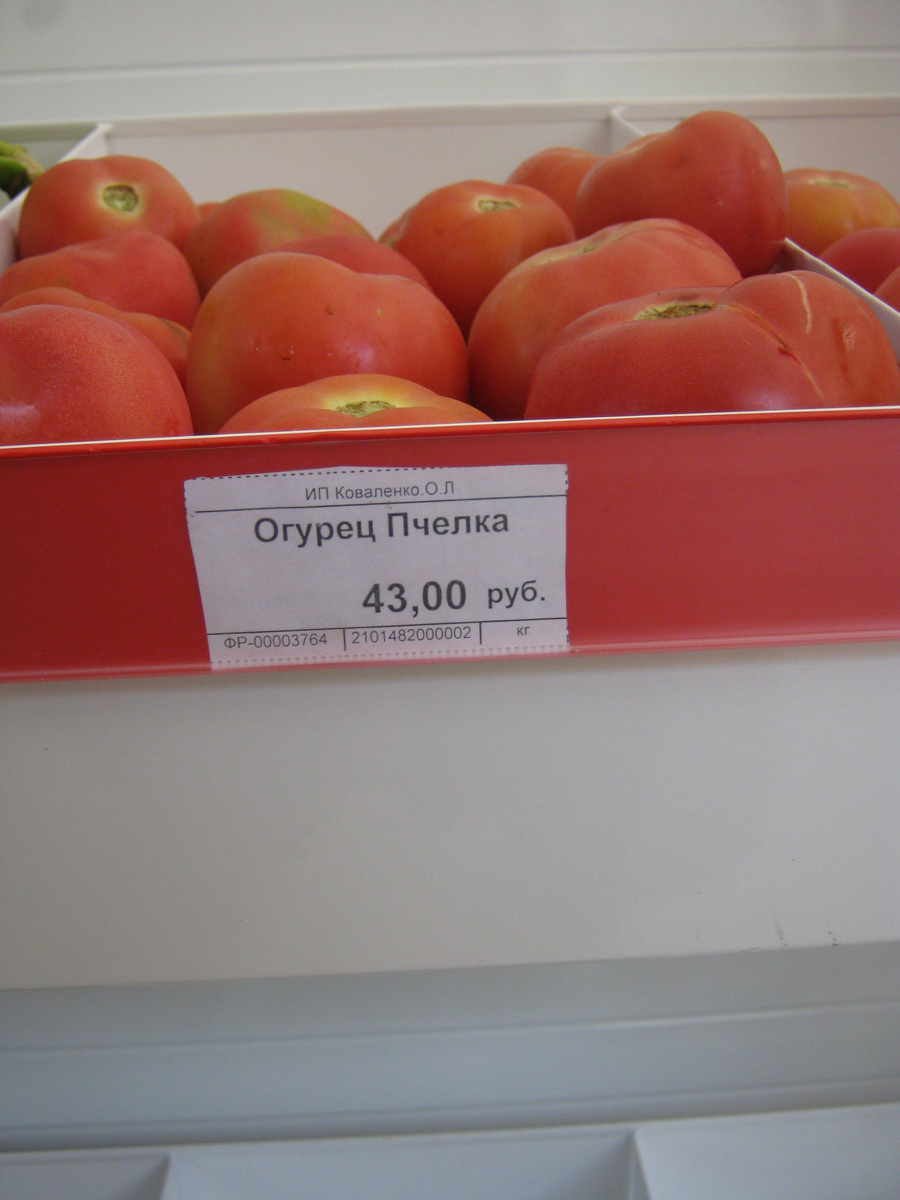 ИП Коваленко.О.Л
Огурец Пчелка
43,00 руб.
ФР-00003764 2101482000002 кг